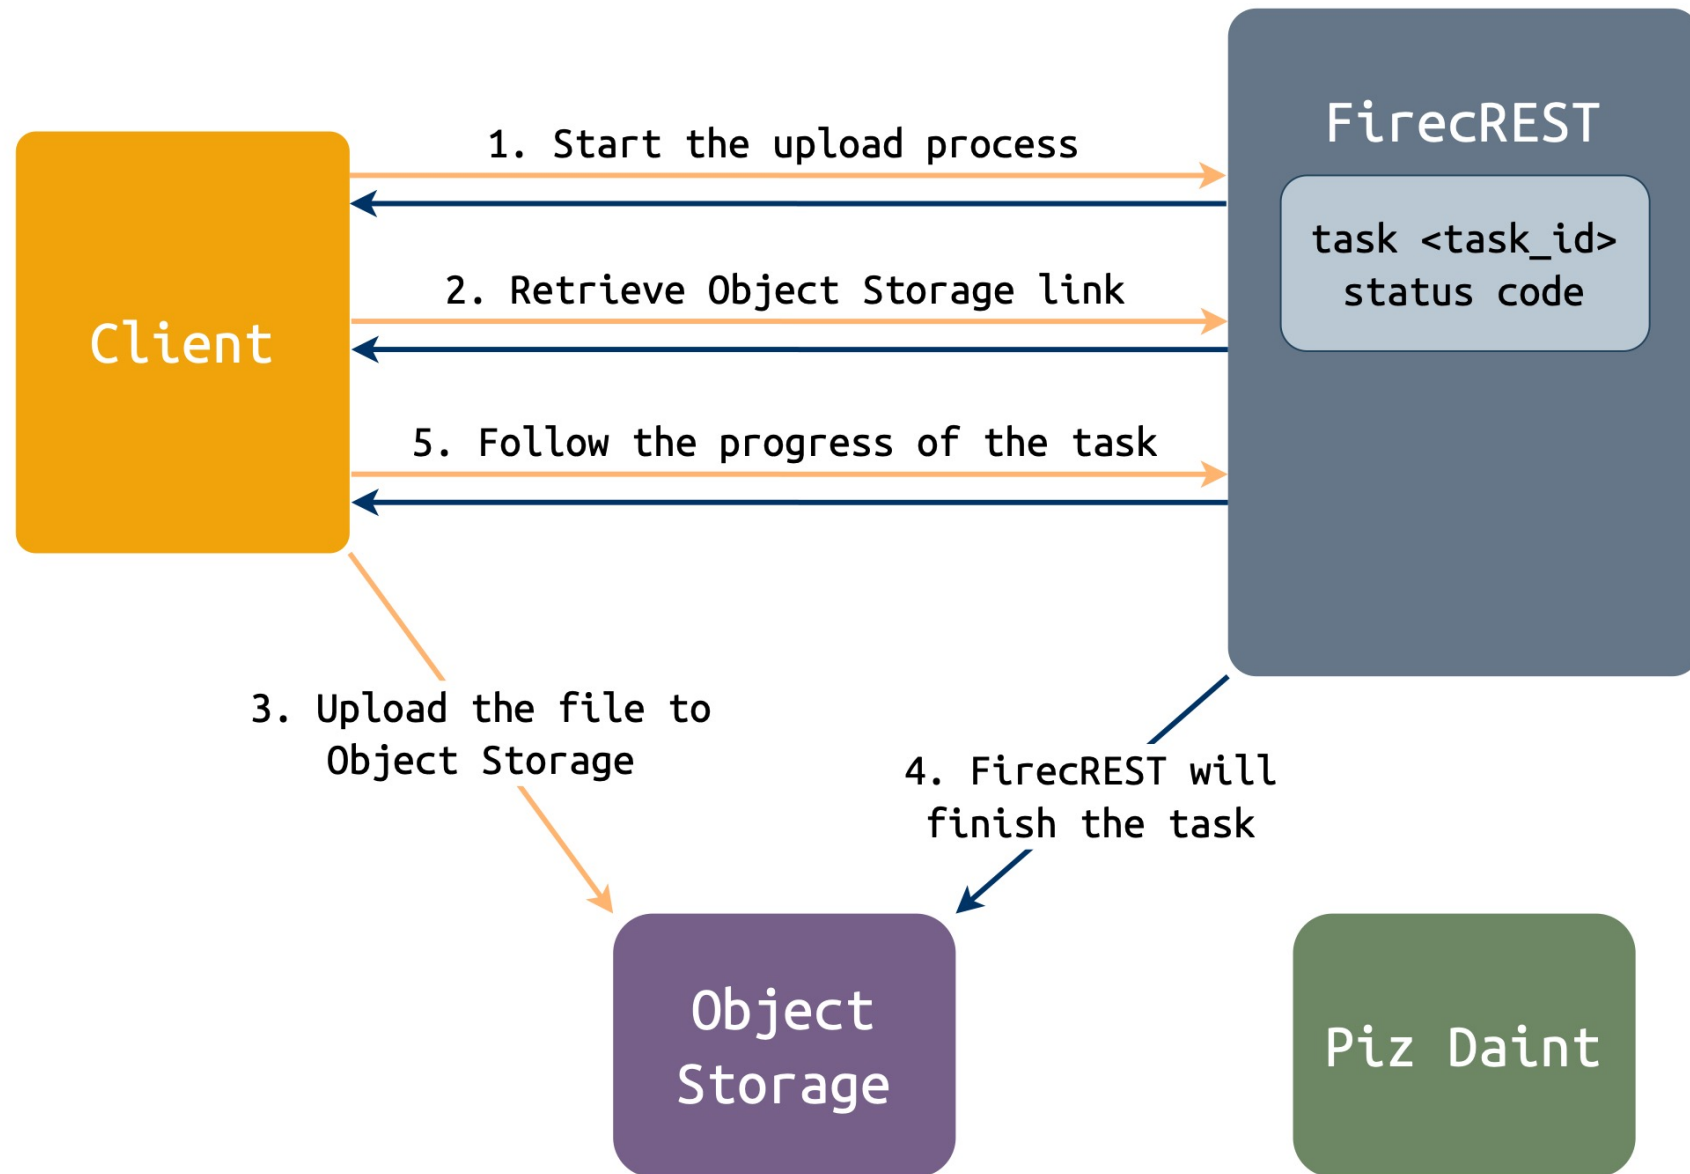 FirecREST
1. Start the upload process
task <task_id>
status code
2. Retrieve Object Storage link
Client
5. Follow the progress of the task
3. Upload the file to
Object Storage
4. FirecREST will
finish the task
Object
Storage
Piz Daint